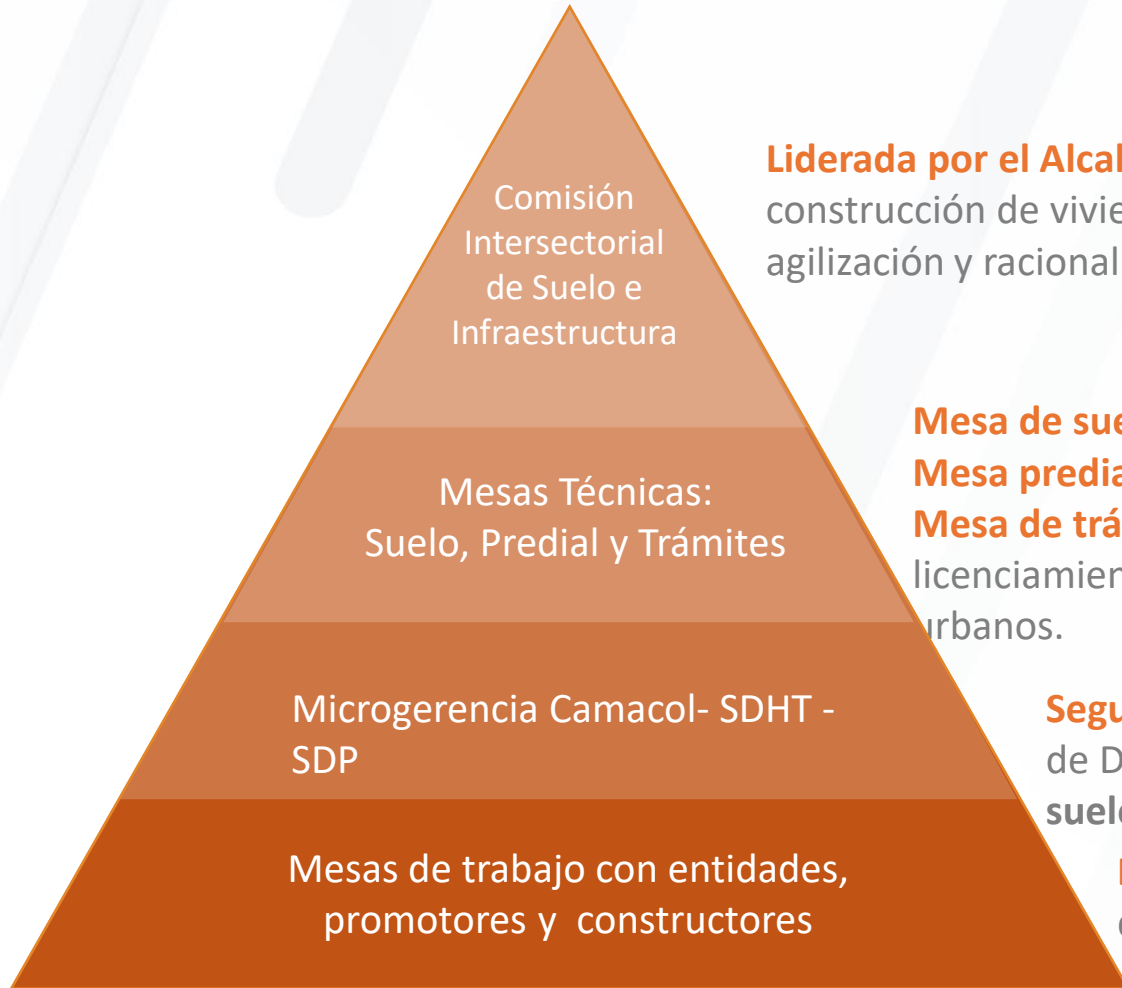 Comisión
Intersectorial
de Suelo e
Infraestructura
Liderada por el
construcción de
agilización y
Mesas Técnicas:
Suelo, Predial y Trámites
Mesa de
Mesa
Mesa de
urbanos.
Microgerencia Camacol- SDHT -
SDP
de
Mesas de trabajo con entidades,
promotores y constructores